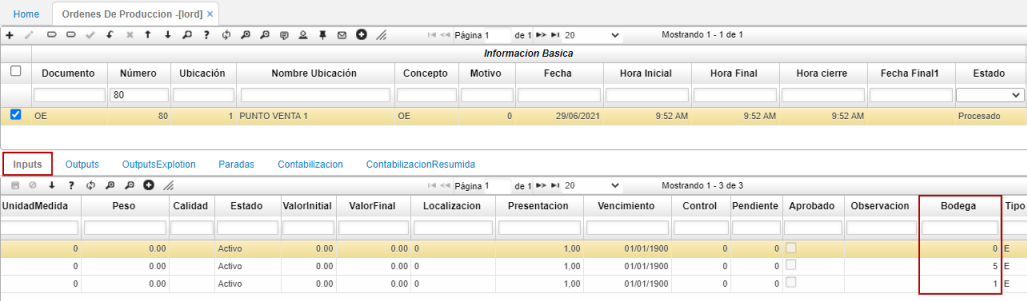 Home Ordenes De Produccion -[lord] ×
Página 1 de 1 20 Mostrando 1 - 1 de 1
Informacion Basica
Documento Número Ubicación Nombre Ubicación Concepto Motivo Fecha Hora Inicial Hora Final Hora cierre Fecha Final1 Estado
80
OE 80 1 PUNTO VENTA 1 OE 0 29/06/2021 9:52 AM 9:52 AM 9:52 AM Procesado
Inputs Outputs OutputsExplotion Paradas Contabilizacion ContabilizacionResumida
Página 1 de 1 20 Mostrando 1 - 3 de 3
UnidadMedida Peso Calidad Estado ValorInitial ValorFinal Localizacion Presentacion Vencimiento Control Pendiente Aprobado Observacion Bodega Tipo
0 0.00 Activo 0.00 0.00 0 1,00 01/01/1900 0 0 0 E
0 0.00 Activo 0.00 0.00 0 1,00 01/01/1900 0 0 5 E
0 0.00 Activo 0.00 0.00 0 1,00 01/01/1900 0 0 1 E